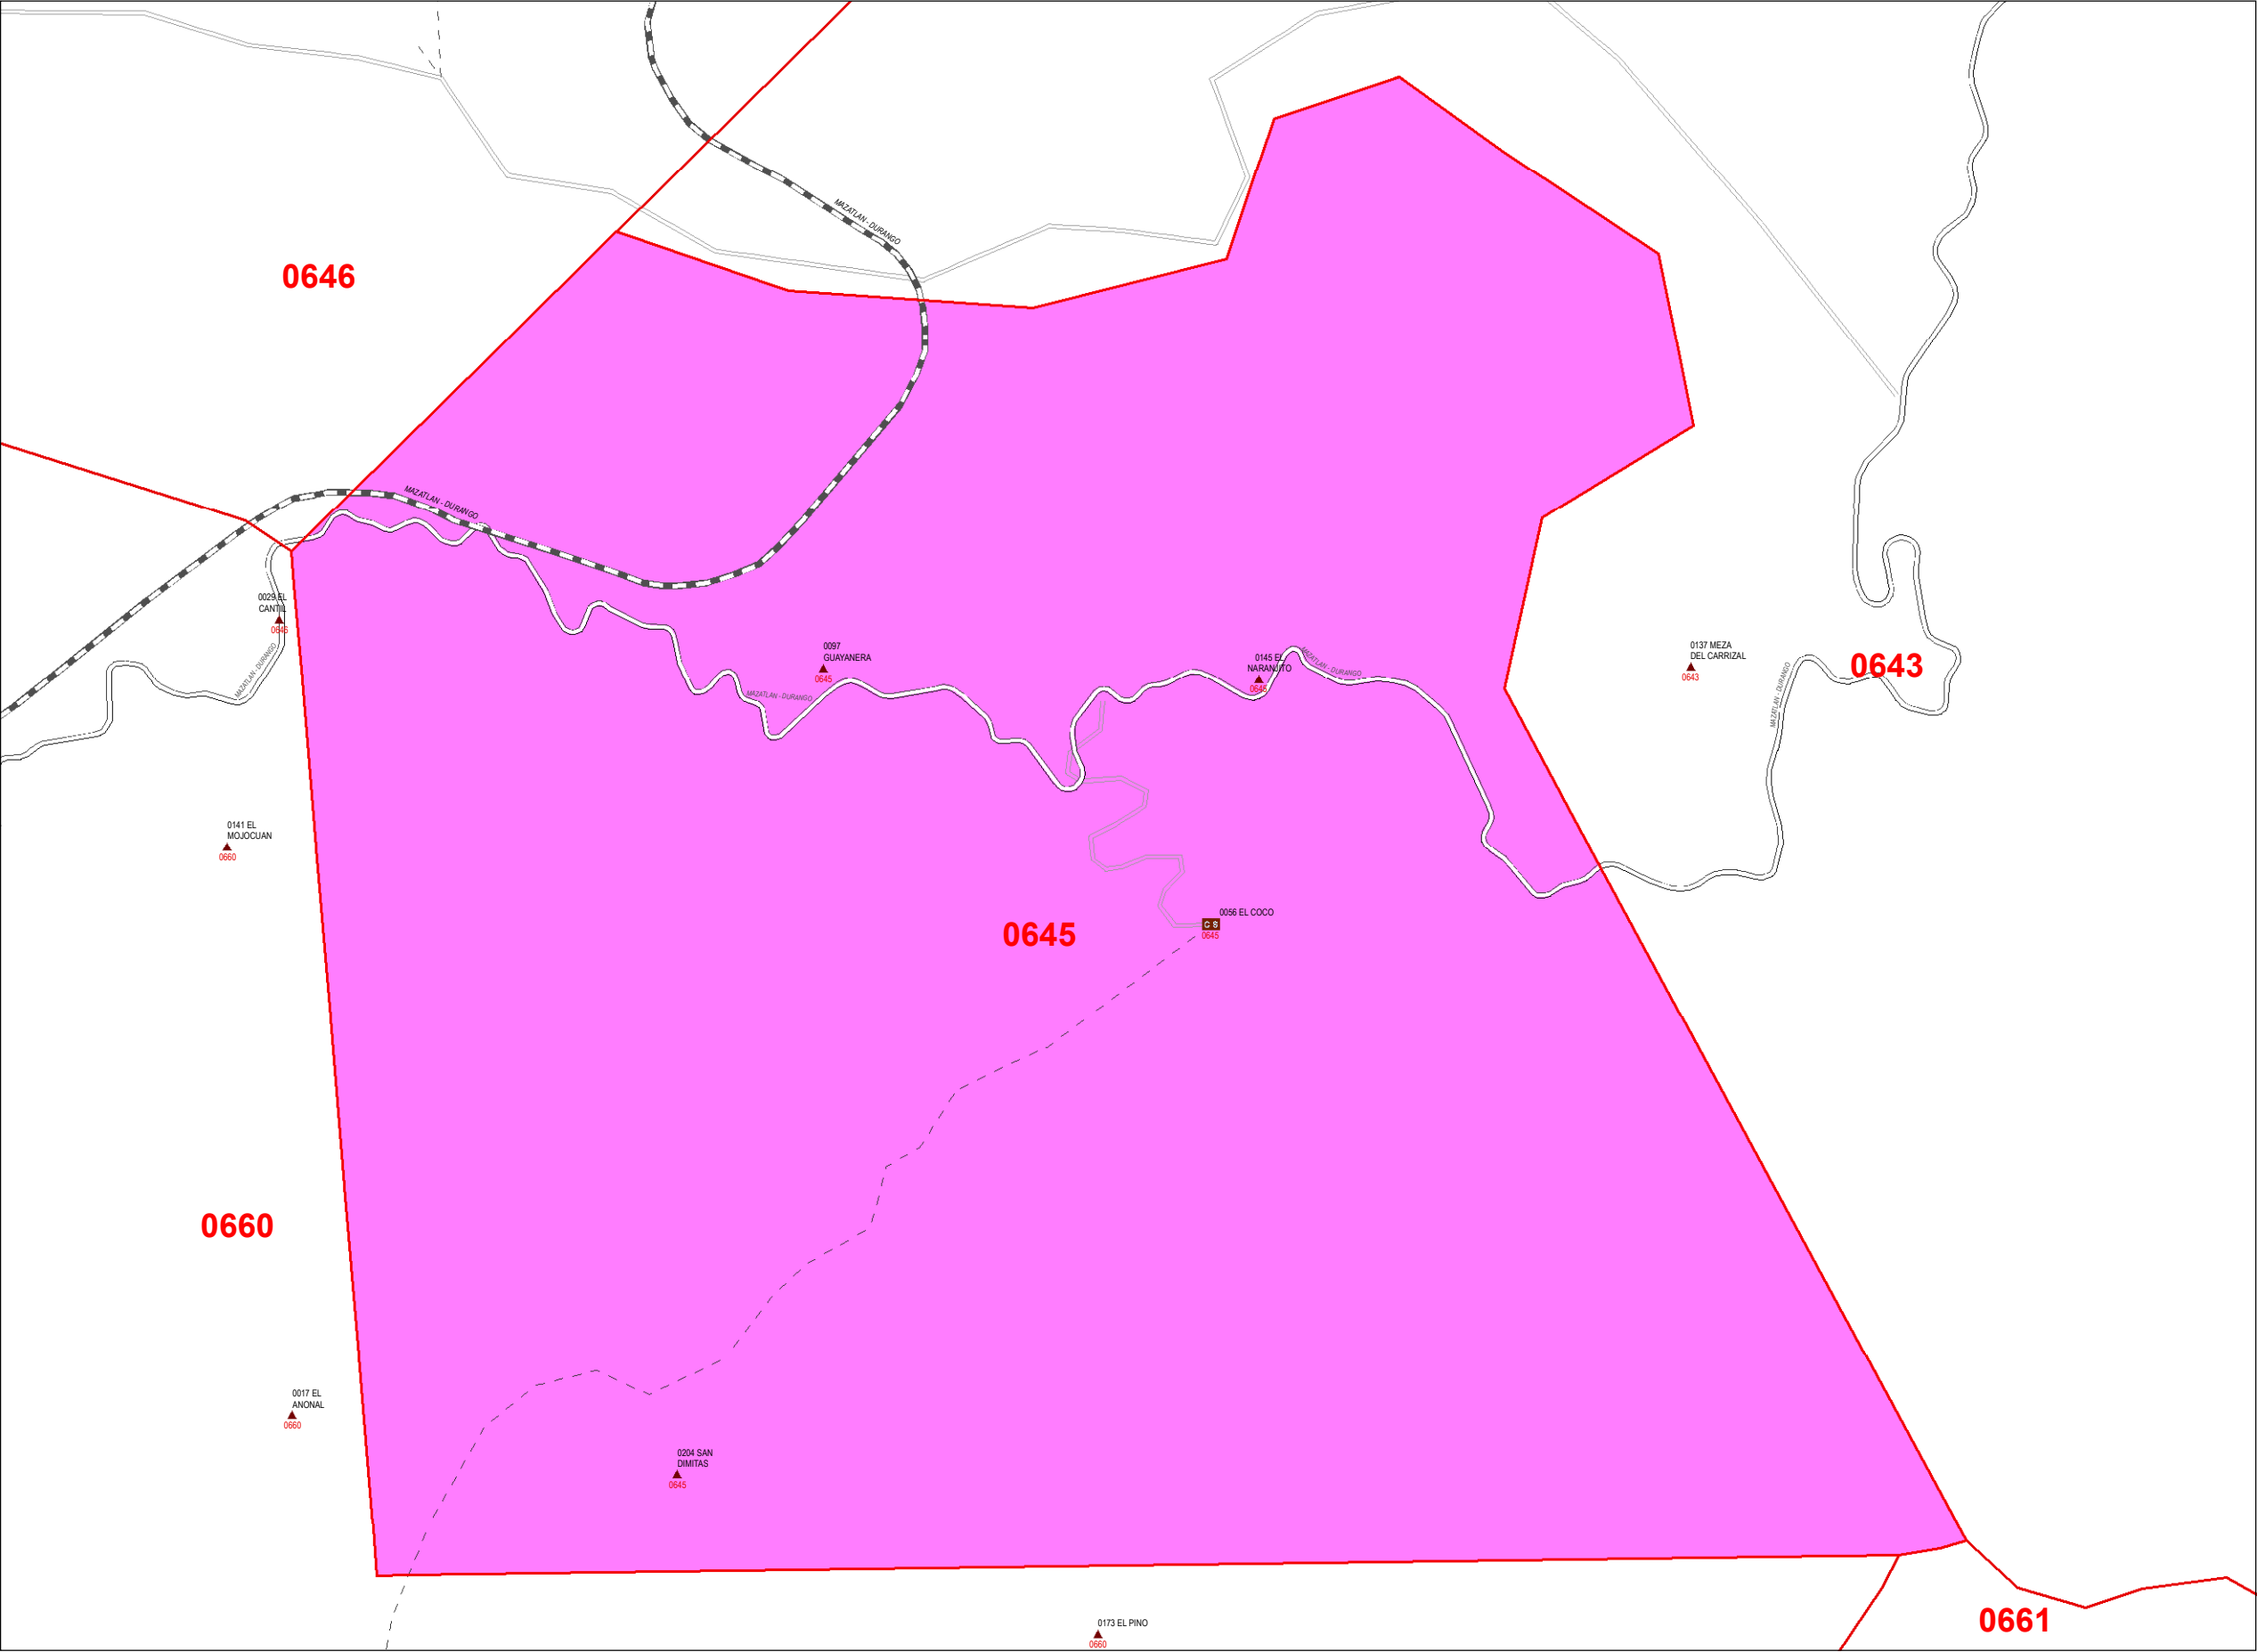 MAZATLAN - DURANGO
0646
MAZATLAN - DURANGO
0029 EL
CANTIL
0646
MAZATLAN - DURANGO
0097
GUAYANERA
0645
MAZATLAN - DURANGO
0145 EL
NARANJITO
0645
MAZATLAN - DURANGO
0137 MEZA
DEL CARRIZAL
0643
0643
MAZATLAN - DURANGO
0141 EL
MOJOCUAN
0660
0056 EL COCO
0645
0645
0660
0017 EL
ANONAL
0660
0204 SAN
DIMITAS
0645
0173 EL PINO
0660
0661